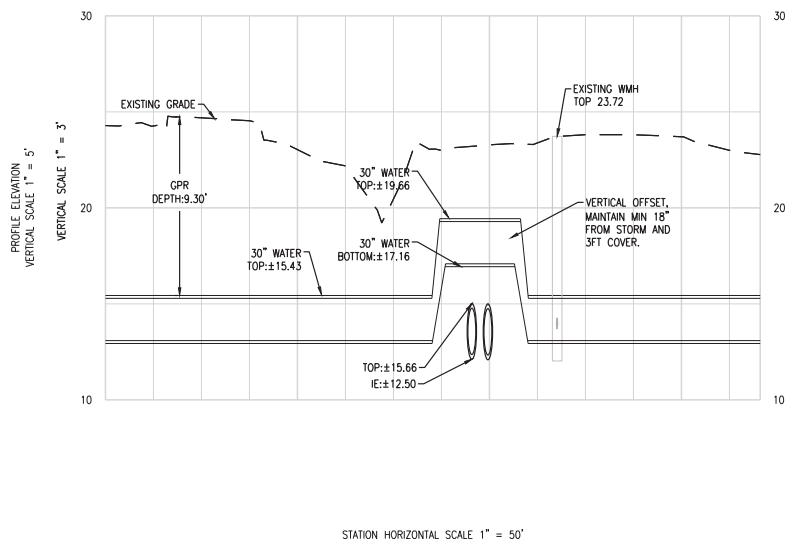 30
30
EXISTING GRADE
EXISTING WMH
TOP 23.72
GPR
DEPTH:9.30'
PROFILE ELEVATION
VERTICAL SCALE 1" = 5'
VERTICAL SCALE 1" = 3'
30" WATER
TOP:±19.66
20
20
VERTICAL OFFSET,
MAINTAIN MIN 18"
FROM STORM AND
3FT COVER.
30" WATER
BOTTOM:±17.16
30" WATER
TOP:±15.43
TOP:±15.66
IE:±12.50
10
10
STATION HORIZONTAL SCALE 1" = 50'